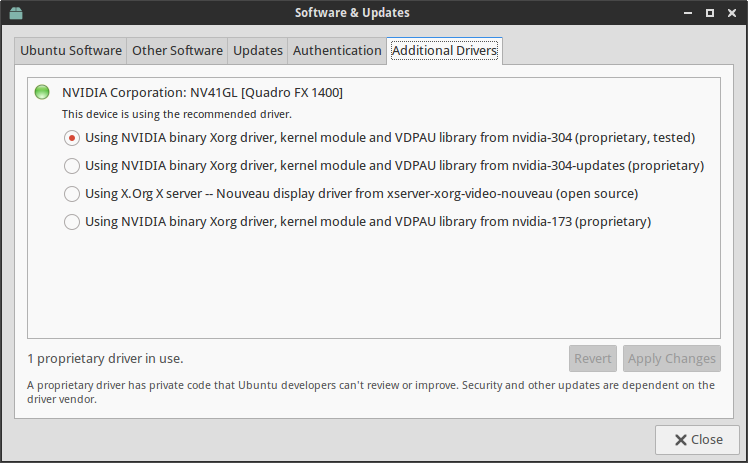 Software & Updates
Ubuntu Software Other Software Updates Authentication Additional Drivers
NVIDIA Corporation: NV41GL [Quadro FX 1400]
This device is using the recommended driver.
Using NVIDIA binary Xorg driver, kernel module and VDPAU library from nvidia-304 (proprietary, tested)
Using NVIDIA binary Xorg driver, kernel module and VDPAU library from nvidia-304-updates (proprietary)
Using X.Org X server -- Nouveau display driver from xserver-xorg-video-nouveau (open source)
Using NVIDIA binary Xorg driver, kernel module and VDPAU library from nvidia-173 (proprietary)
1 proprietary driver in use.
Revert Apply Changes
A proprietary driver has private code that Ubuntu developers can't review or improve. Security and other updates are dependent on the
driver vendor.
Close